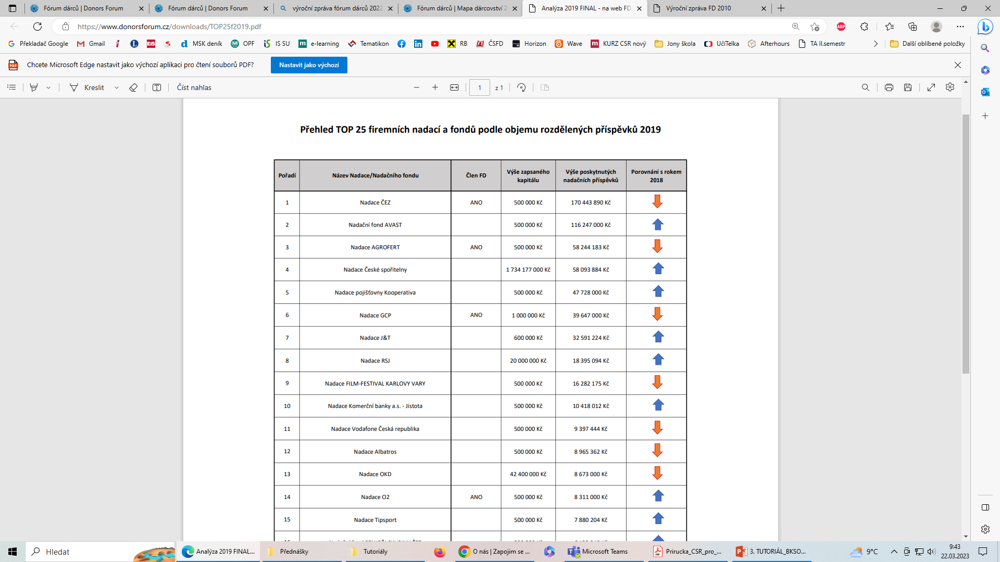 Fórum dárců | Donors Forum
Fórum dárců | Donors Forum
výroční zpráva fórum dárců 2022
Fórum dárců | Mapa dárcovství 2
Analýza 2019 FINAL - na web FD
Výroční zpráva FD 2010
https://www.donorsforum.cz/downloads/TOP25f2019.pdf
ABP
Překladač Google
Gmail
E15
MSK deník
OPF
IS SU
e-learning
Tematikon
RB
ČSFD
Horizon
Wave
KURZ CSR nový
Jony škola
UčíTelka
Afterhours
TA II.semestr
Další oblíbené položky
PDF
Chcete Microsoft Edge nastavit jako výchozí aplikaci pro čtení souborů PDF?
Nastavit jako výchozí
Kreslit
Číst nahlas
1
z 1
Přehled TOP 25 firemních nadací a fondů podle objemu rozdělených příspěvků 2019
Pořadí
Název Nadace/Nadačního fondu
Člen FD
Výše zapsaného
kapitálu
Výše poskytnutých
nadačních příspěvků
Porovnání s rokem
2018
1 Nadace ČEZ ANO 500 000 Kč 170 443 890 Kč
2 Nadační fond AVAST 500 000 Kč 116 247 000 Kč
3 Nadace AGROFERT ANO 500 000 Kč 58 244 183 Kč
4 Nadace České spořitelny 1 734 177 000 Kč 58 093 884 Kč
5 Nadace pojišťovny Kooperativa 500 000 Kč 47 728 000 Kč
6 Nadace GCP ANO 1 000 000 Kč 39 647 000 Kč
7 Nadace J&T 600 000 Kč 32 591 224 Kč
8 Nadace RSJ 20 000 000 Kč 18 395 094 Kč
9 Nadace FILM-FESTIVAL KARLOVY VARY 500 000 Kč 16 282 175 Kč
10 Nadace Komerční banky a.s. - Jistota 500 000 Kč 10 418 012 Kč
11 Nadace Vodafone Česká republika 500 000 Kč 9 397 444 Kč
12 Nadace Albatros 500 000 Kč 8 965 362 Kč
13 Nadace OKD 42 400 000 Kč 8 673 000 Kč
14 Nadace O2 ANO 500 000 Kč 8 311 000 Kč
15 Nadace Tipsport 500 000 Kč 7 880 204 Kč
Hledat
Analýza 2019 FINAL...
Přednášky
Tutoriály
O nás | Zapojim se ...
Microsoft Teams
Prirucka_CSR_pro_...
3. TUTORIÁL_BKSO...
9°C
9:43
22.03.2023